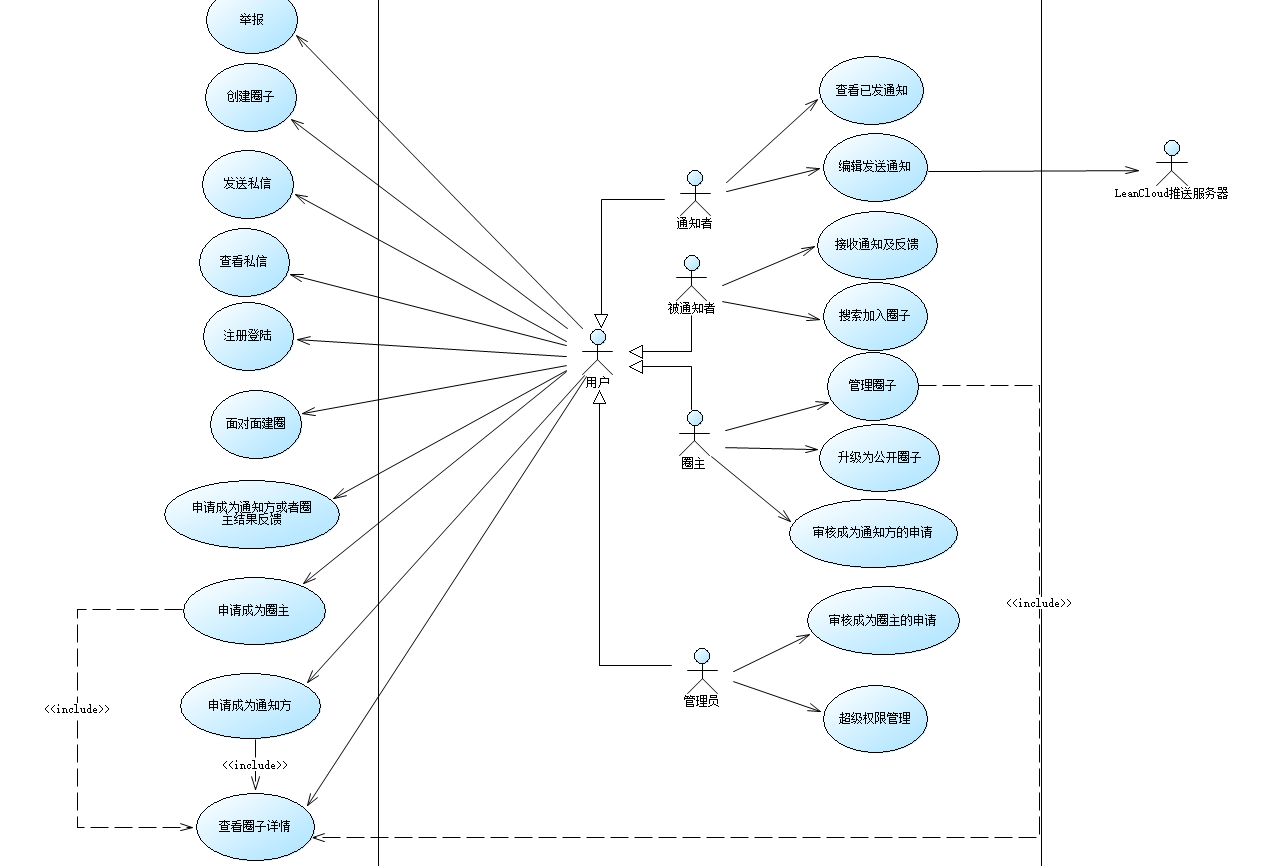 举报
创建圈子
发送私信
查看私信
注册登陆
面对面建圈
申请成为通知方或者圈
主结果反馈
申请成为圈主
<<include>>
申请成为通知方
<<include>>
查看圈子详情
用户
通知者
被通知者
圈主
管理员
查看已发通知
编辑发送通知
接收通知及反馈
搜索加入圈子
管理圈子
升级为公开圈子
审核成为通知方的申请
<<include>>
审核成为圈主的申请
超级权限管理
LeanCloud推送服务器